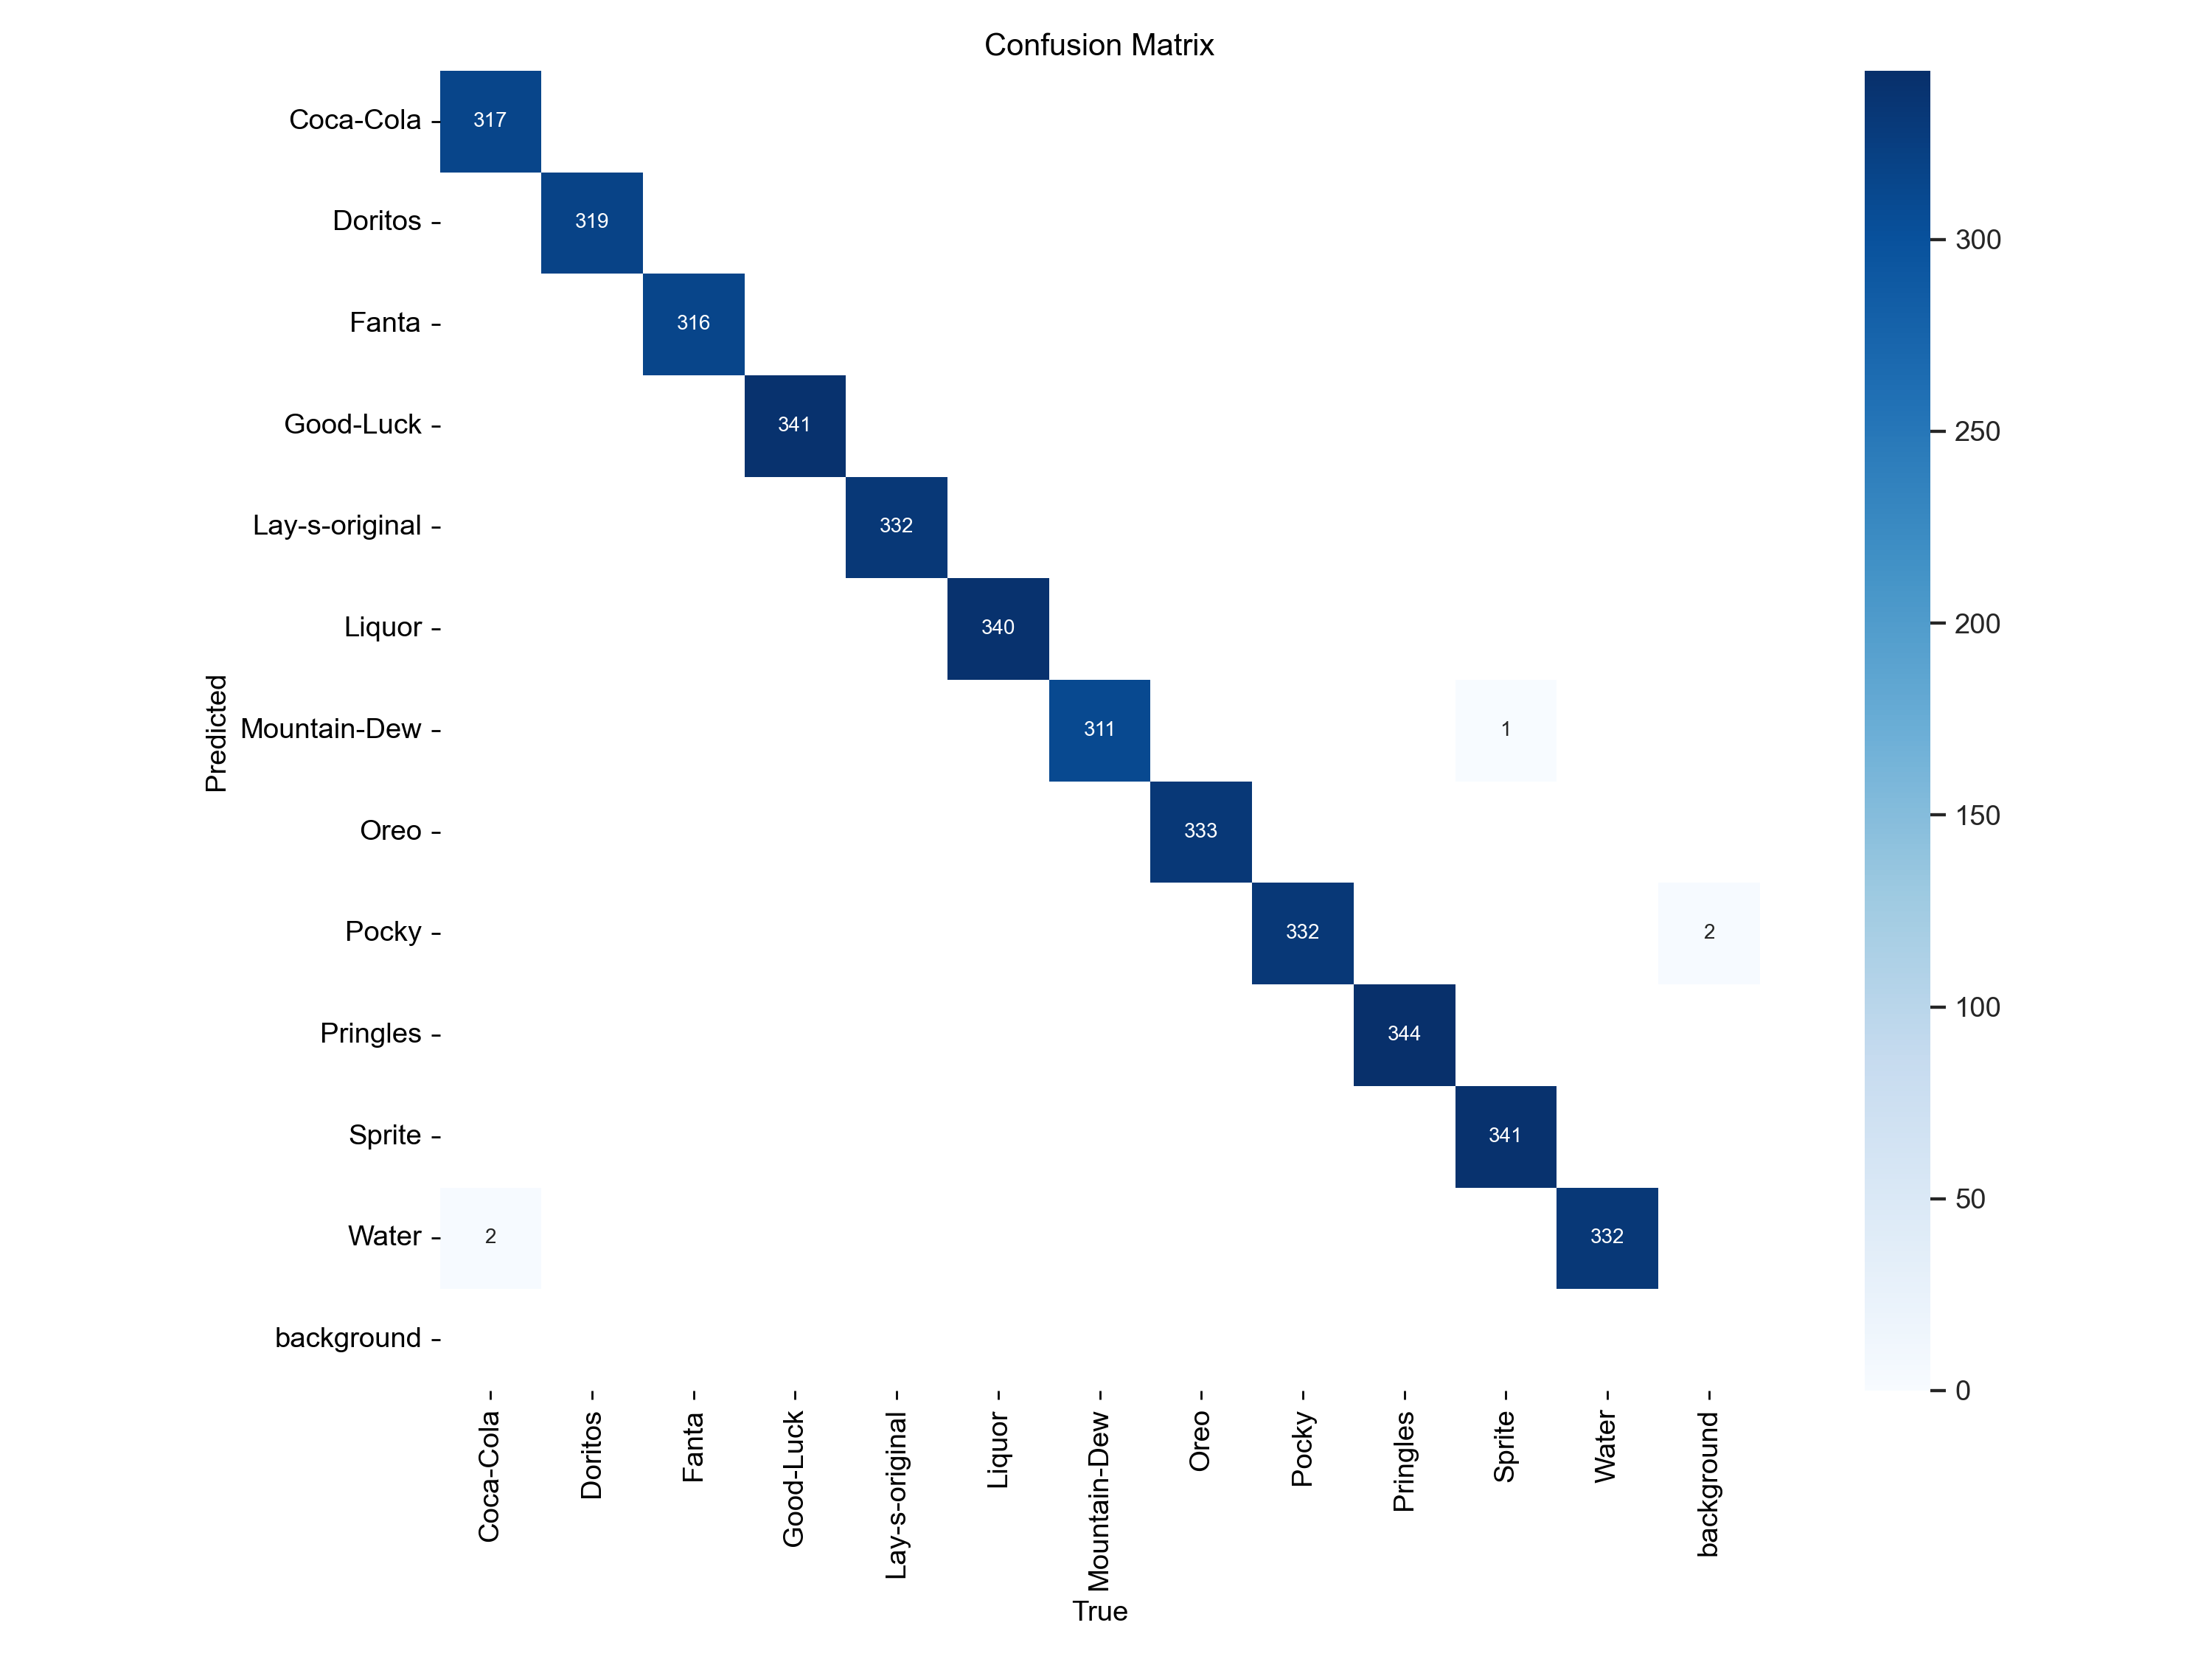 Confusion Matrix
Coca-Cola
317
Doritos
319
300
Fanta
316
Good-Luck
341
250
Lay-s-original
332
Liquor
340
200
Predicted
Mountain-Dew
311
1
Oreo
333
150
Pocky
332
2
Pringles
344
100
Sprite
341
50
Water
2
332
background
0
Coca-Cola
Doritos
Fanta
Good-Luck
Lay-s-original
Liquor
Mountain-Dew
Oreo
Pocky
Pringles
Sprite
Water
background
True